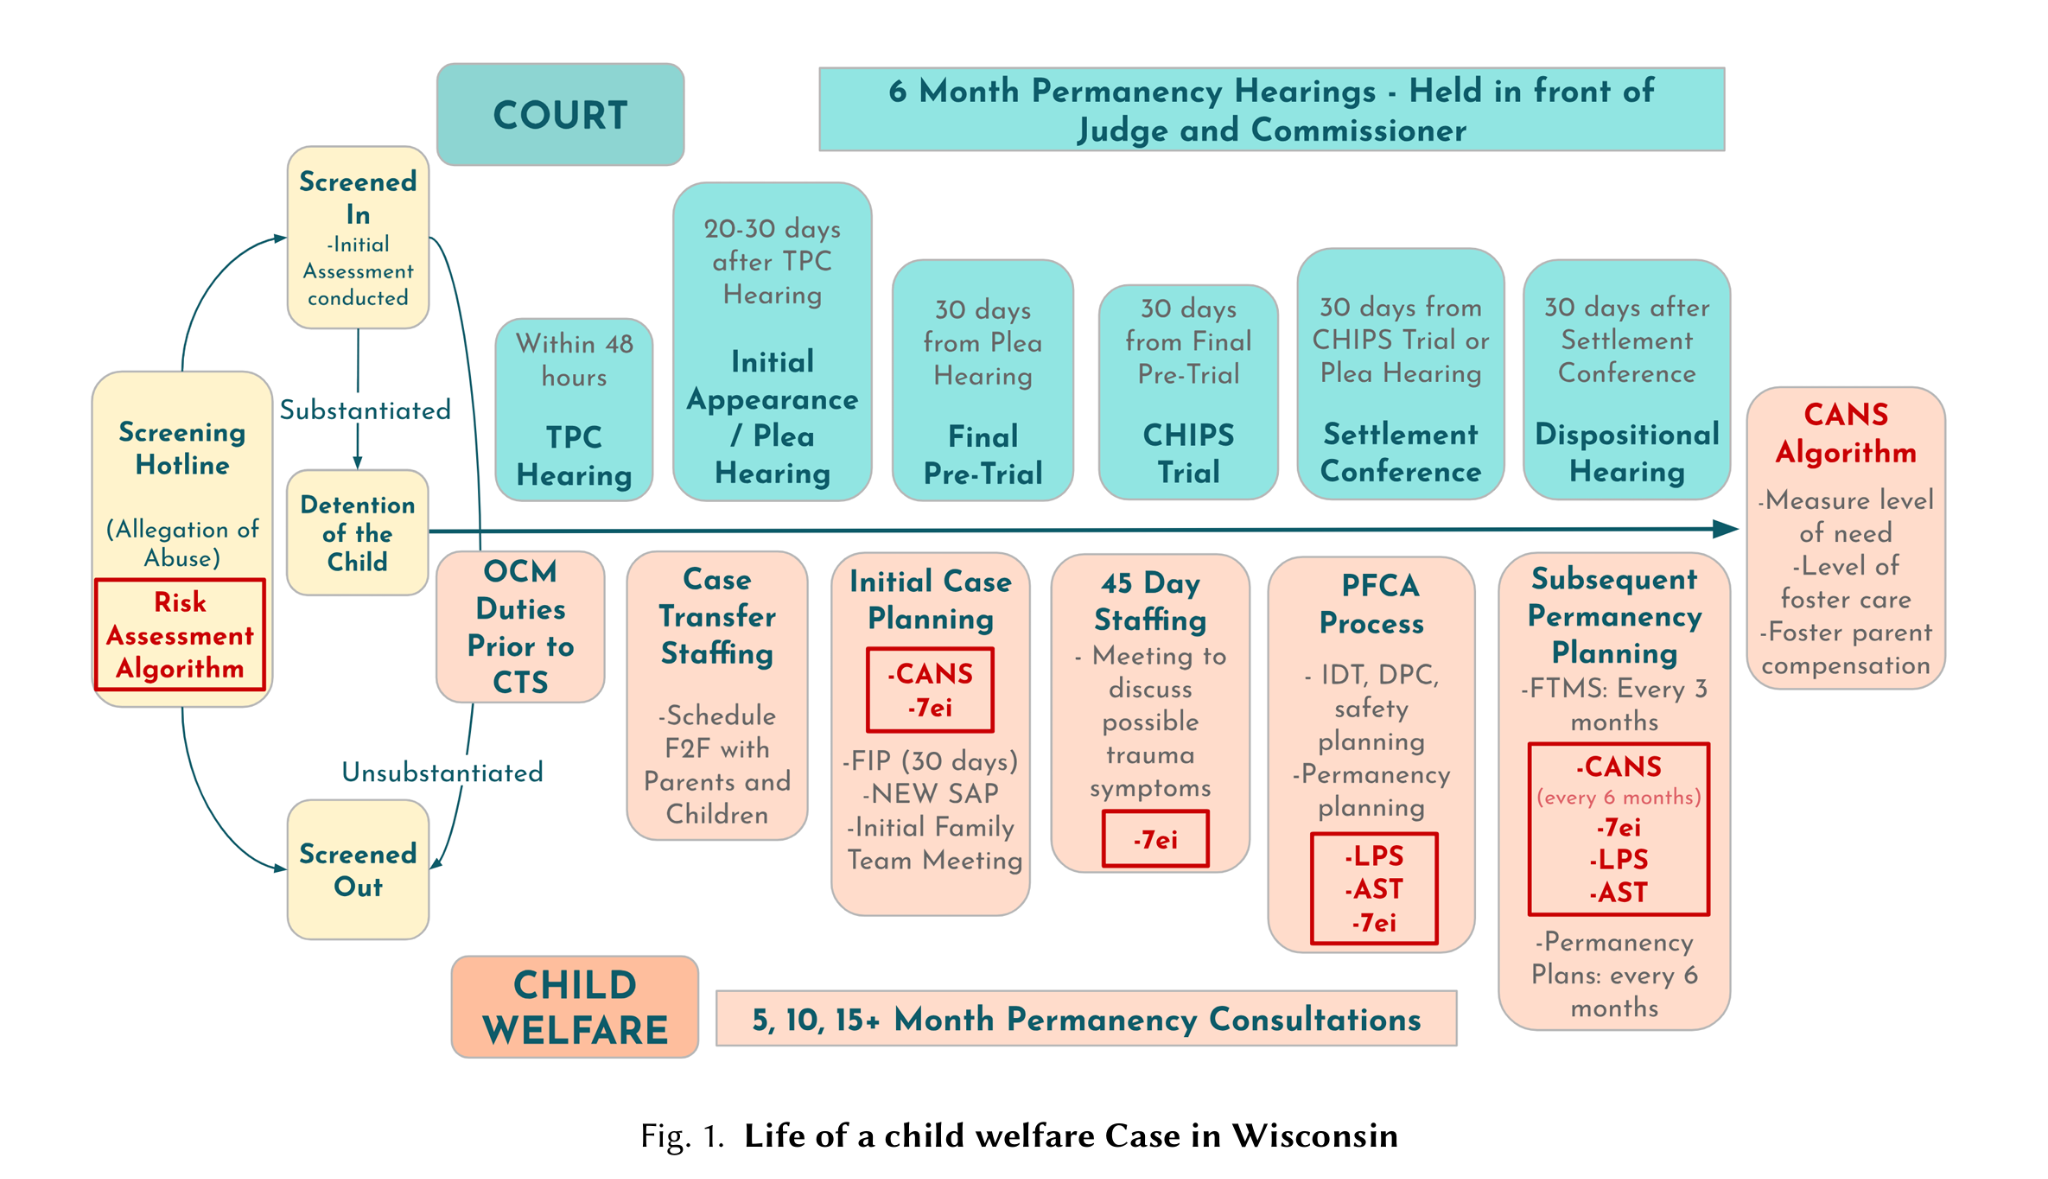 COURT
6 Month Permanency Hearings - Held in front of
Judge and Commissioner
Screened
In
-Initial
Assessment
conducted
Substantiated
Detention
of the
Child
Screening
Hotline
(Allegation of
Abuse)
Risk
Assessment
Algorithm
Unsubstantiated
Screened
Out
Within 48
hours
TPC
Hearing
20-30 days
after TPC
Hearing
Initial
Appearance
/ Plea
Hearing
30 days
from Plea
Hearing
Final
Pre-Trial
30 days
from Final
Pre-Trial
CHIPS
Trial
30 days from
CHIPS Trial or
Plea Hearing
Settlement
Conference
30 days after
Settlement
Conference
Dispositional
Hearing
CANS
Algorithm
-Measure level
of need
-Level of
foster care
-Foster parent
compensation
OCM
Duties
Prior to
CTS
Case
Transfer
Staffing
-Schedule
F2F with
Parents and
Children
Initial Case
Planning
-CANS
-7ei
-FIP (30 days)
-NEW SAP
-Initial Family
Team Meeting
45 Day
Staffing
- Meeting to
discuss
possible
trauma
symptoms
-7ei
PFCA
Process
- IDT, DPC,
safety
planning
-Permanency
planning
-LPS
-AST
-7ei
Subsequent
Permanency
Planning
-FTMS: Every 3
months
-CANS
(every 6 months)
-7ei
-LPS
-AST
-Permanency
Plans: every 6
months
CHILD
WELFARE
5, 10, 15+ Month Permanency Consultations
Fig. 1. Life of a child welfare Case in Wisconsin